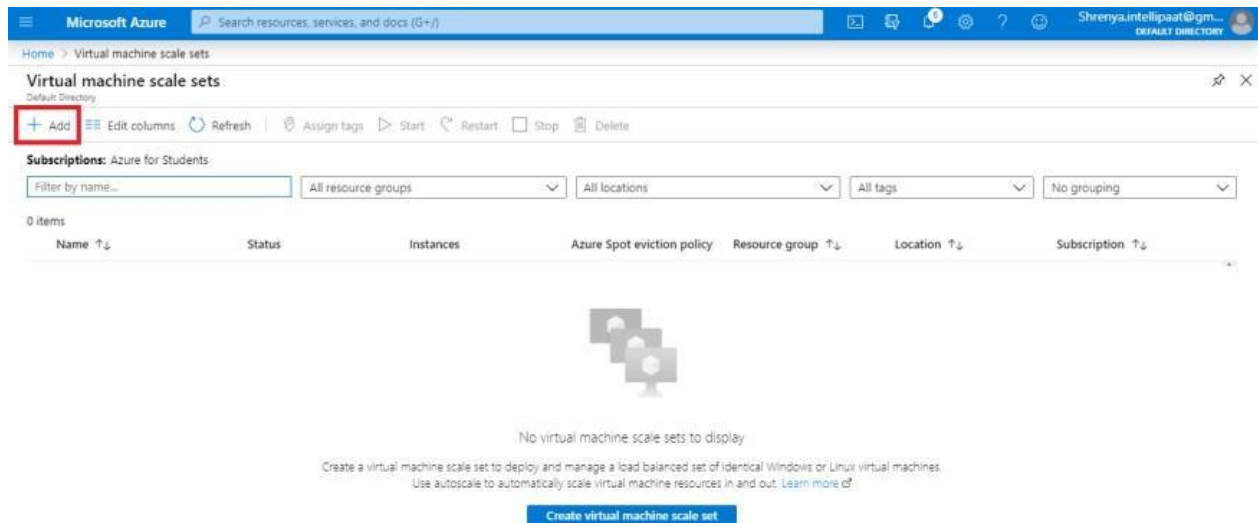 Microsoft Azure Search resources, services, and docs (G+/) Shrenya.intellipaat@gm...
DEFAULT DIRECTORY
Home > Virtual machine scale sets
Virtual machine scale sets
Default Directory
+ Add Edit columns Refresh Assign tags Start Restart Stop Delete
Subscriptions: Azure for Students
Filter by name... All resource groups All locations All tags No grouping
0 items
Name ↑↓ Status Instances Azure Spot eviction policy Resource group ↑↓ Location ↑↓ Subscription ↑↓
No virtual machine scale sets to display
Create a virtual machine scale set to deploy and manage a load balanced set of identical Windows or Linux virtual machines.
Use autoscale to automatically scale virtual machine resources in and out. Learn more
Create virtual machine scale set